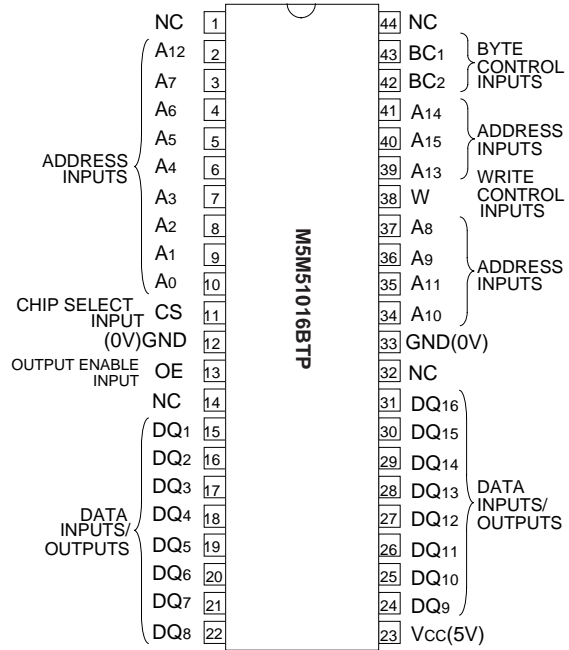 NC 1
A12 2
A7 3
A6 4
A5 5
A4 6
A3 7
A2 8
A1 9
A0 10
ADDRESS
INPUTS
CHIP SELECT
INPUT
CS 11
(0V)GND 12
OUTPUT ENABLE
INPUT
OE 13
NC 14
DQ1 15
DQ2 16
DQ3 17
DQ4 18
DQ5 19
DQ6 20
DQ7 21
DQ8 22
DATA
INPUTS/
OUTPUTS
M5M51016BTP
44 NC
43 BC1
42 BC2
BYTE
CONTROL
INPUTS
41 A14
40 A15
39 A13
ADDRESS
INPUTS
38 W
WRITE
CONTROL
INPUTS
37 A8
36 A9
35 A11
34 A10
ADDRESS
INPUTS
33 GND(0V)
32 NC
31 DQ16
30 DQ15
29 DQ14
28 DQ13
27 DQ12
26 DQ11
25 DQ10
24 DQ9
DATA
INPUTS/
OUTPUTS
23 VCC(5V)